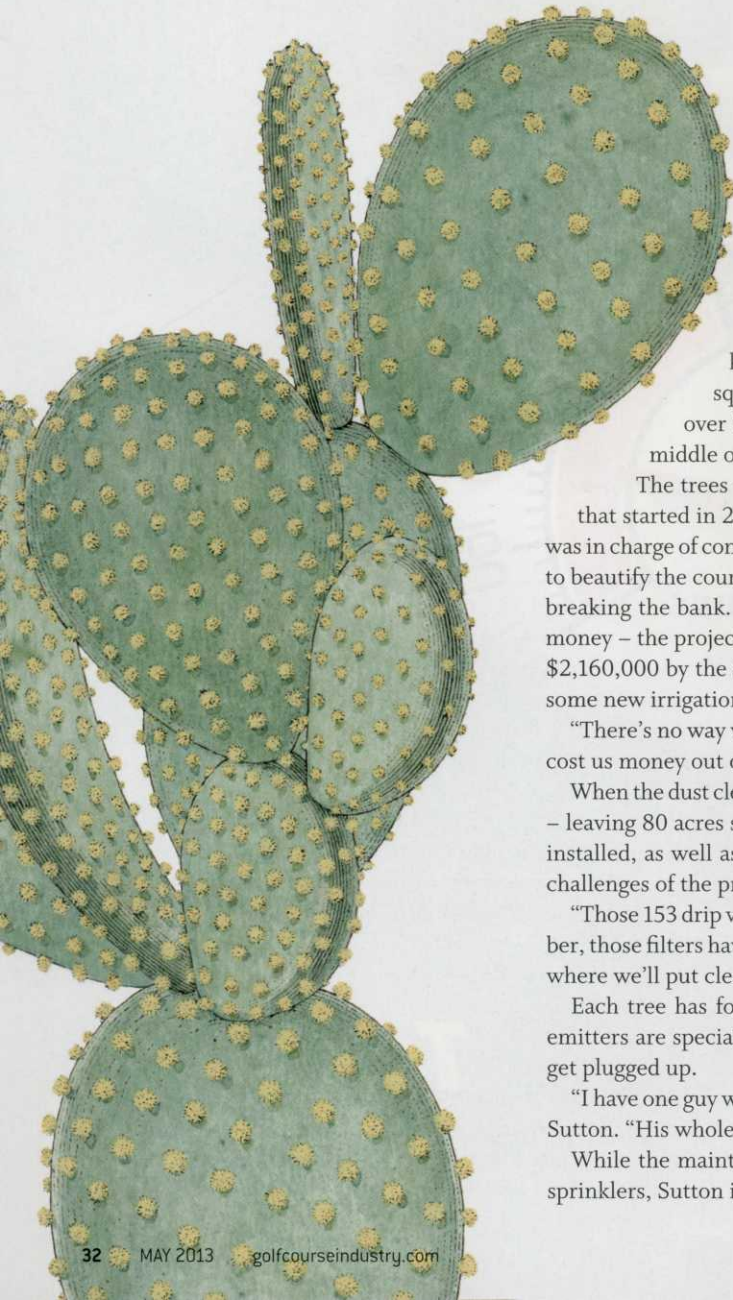 sq
over
middle o
The trees
that started in 2
was in charge of con
to beautify the cour
breaking the bank.
money – the projec
$2,160,000 by the
some new irrigation
"There's no way
cost us money out o
When the dust cle
– leaving 80 acres s
installed, as well as
challenges of the pr
"Those 153 drip v
ber, those filters hav
where we'll put cle
Each tree has fo
emitters are specia
get plugged up.
"I have one guy w
Sutton. "His whole
While the maint
sprinklers, Sutton i
32 MAY 2013 golfcourseindustry.com